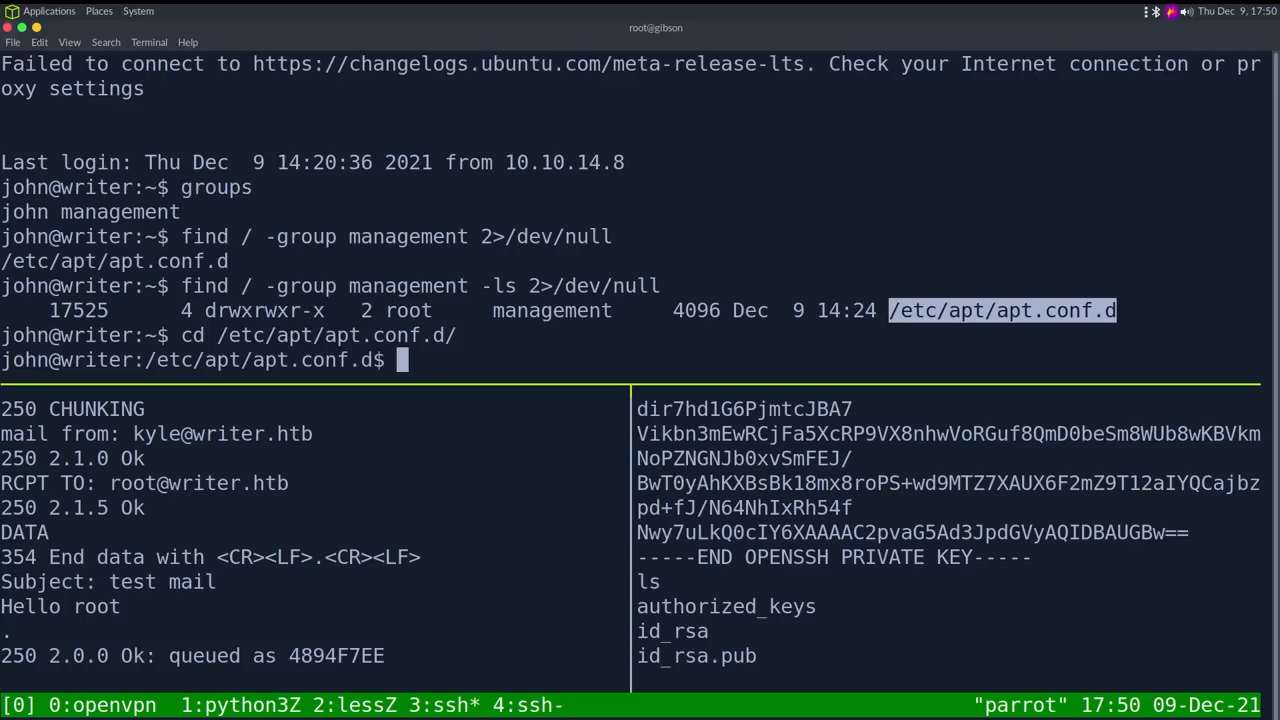 Applications Places System Thu Dec 9, 17:50
root@gibson
File Edit View Search Terminal Help
Failed to connect to https://changelogs.ubuntu.com/meta-release-lts. Check your Internet connection or pr
oxy settings
Last login: Thu Dec  9 14:20:36 2021 from 10.10.14.8
john@writer:~$ groups
john management
john@writer:~$ find / -group management 2>/dev/null
/etc/apt/apt.conf.d
john@writer:~$ find / -group management -ls 2>/dev/null
    17525      4 drwxrwxr-x   2 root     management     4096 Dec  9 14:24 /etc/apt/apt.conf.d
john@writer:~$ cd /etc/apt/apt.conf.d/
john@writer:/etc/apt/apt.conf.d$
250 CHUNKING
mail from: kyle@writer.htb
250 2.1.0 Ok
RCPT TO: root@writer.htb
250 2.1.5 Ok
DATA
354 End data with <CR><LF>.<CR><LF>
Subject: test mail
Hello root
.
250 2.0.0 Ok: queued as 4894F7EE
dir7hd1G6PjmtcJBA7
Vikbn3mEwRCjFa5XcRP9VX8nhwVoRGuf8QmD0beSm8WUb8wKBVkm
NoPZNGNJb0xvSmFEJ/
BwT0yAhKXBsBk18mx8roPS+wd9MTZ7XAUX6F2mZ9T12aIYQCajbz
pd+fJ/N64NhIxRh54f
Nwy7uLkQ0cIY6XAAAAC2pvaG5Ad3JpdGVyAQIDBAUGBw==
-----END OPENSSH PRIVATE KEY-----
ls
authorized_keys
id_rsa
id_rsa.pub
[0] 0:openvpn  1:python3Z 2:lessZ 3:ssh* 4:ssh- "parrot" 17:50 09-Dec-21